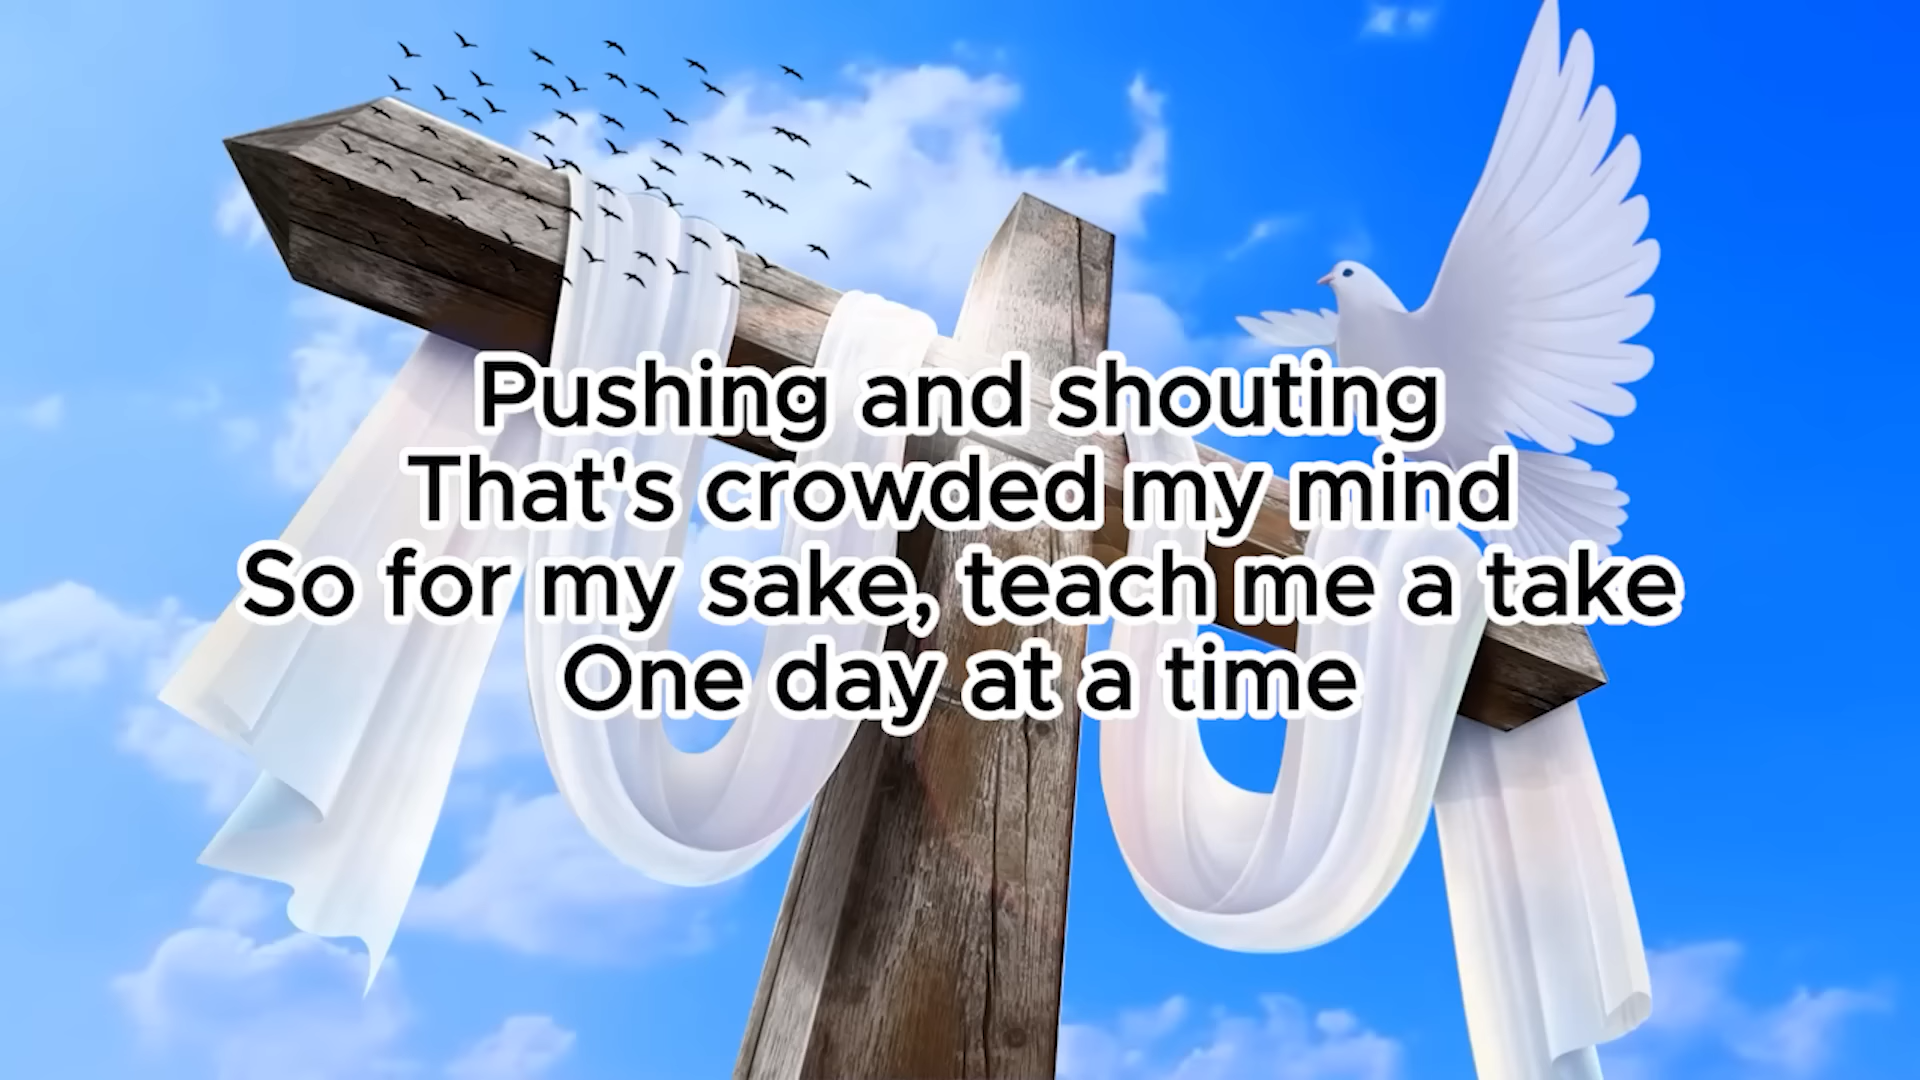 Pushing and shouting
That's crowded my mind
So for my sake, teach me a take
One day at a time